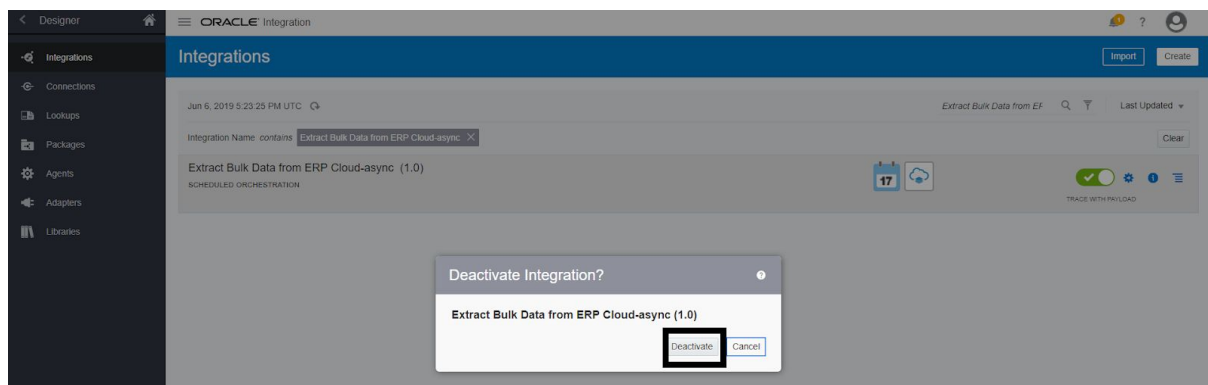 Designer
ORACLE Integration
?
Integrations
Integrations
Import
Create
Connections
Lookups
Packages
Agents
Adapters
Libraries
Jun 6, 2019 5:23:25 PM UTC
Extract Bulk Data from EF
Last Updated
Integration Name contains Extract Bulk Data from ERP Cloud-async
Clear
Extract Bulk Data from ERP Cloud-async (1.0)
SCHEDULED ORCHESTRATION
17
TRACE WITH PAYLOAD
Deactivate Integration?
?
Extract Bulk Data from ERP Cloud-async (1.0)
Deactivate
Cancel